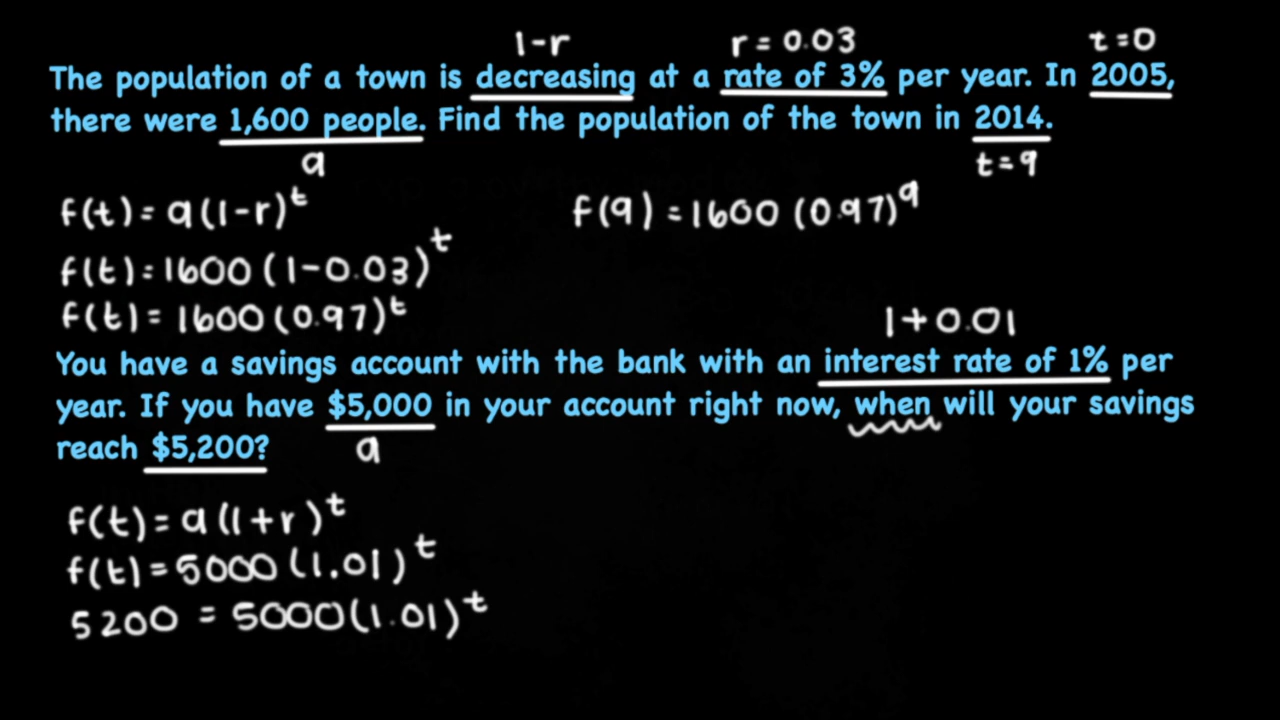 1-r r = 0.03 t = 0
The population of a town is decreasing at a rate of 3% per year. In 2005,
there were 1,600 people. Find the population of the town in 2014.
a t = 9
f(t) = a(1-r)^t f(9) = 1600 (0.97)^9
f(t) = 1600 (1-0.03)^t
f(t) = 1600 (0.97)^t
1+0.01
You have a savings account with the bank with an interest rate of 1% per
year. If you have $5,000 in your account right now, when will your savings
reach $5,200?
a
f(t) = a(1+r)^t
f(t) = 5000 (1.01)^t
5200 = 5000(1.01)^t